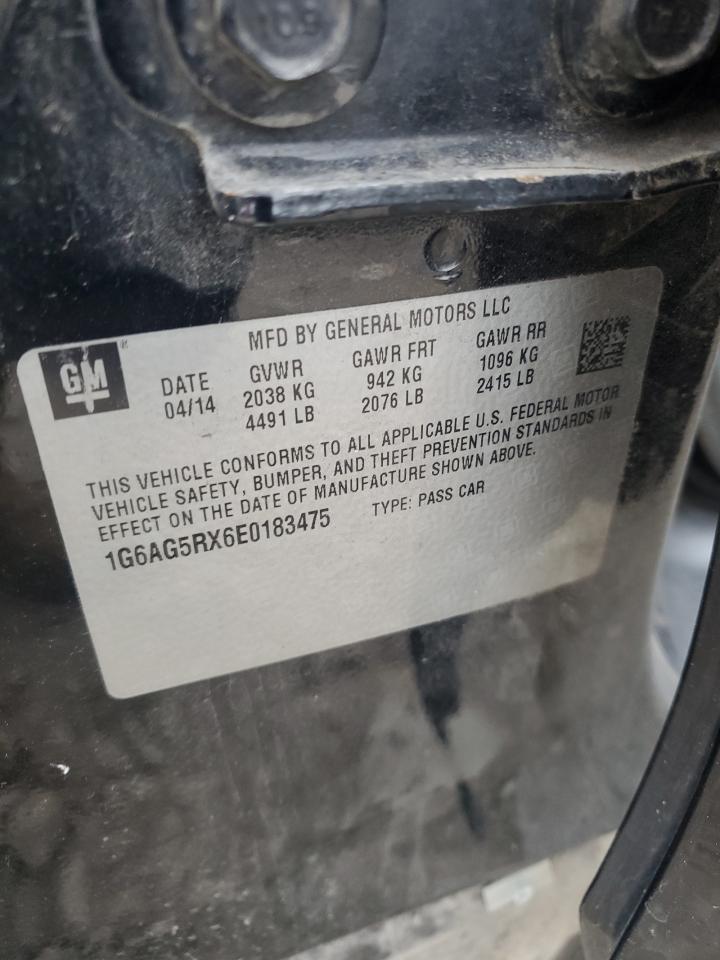 10.9
MFD BY GENERAL MOTORS LLC
GM
DATE GVWR GAWR FRT GAWR RR
04/14 2038 KG 942 KG 1096 KG
4491 LB 2076 LB 2415 LB
THIS VEHICLE CONFORMS TO ALL APPLICABLE U.S. FEDERAL MOTOR
VEHICLE SAFETY, BUMPER, AND THEFT PREVENTION STANDARDS IN
EFFECT ON THE DATE OF MANUFACTURE SHOWN ABOVE.
1G6AG5RX6E0183475 TYPE: PASS CAR